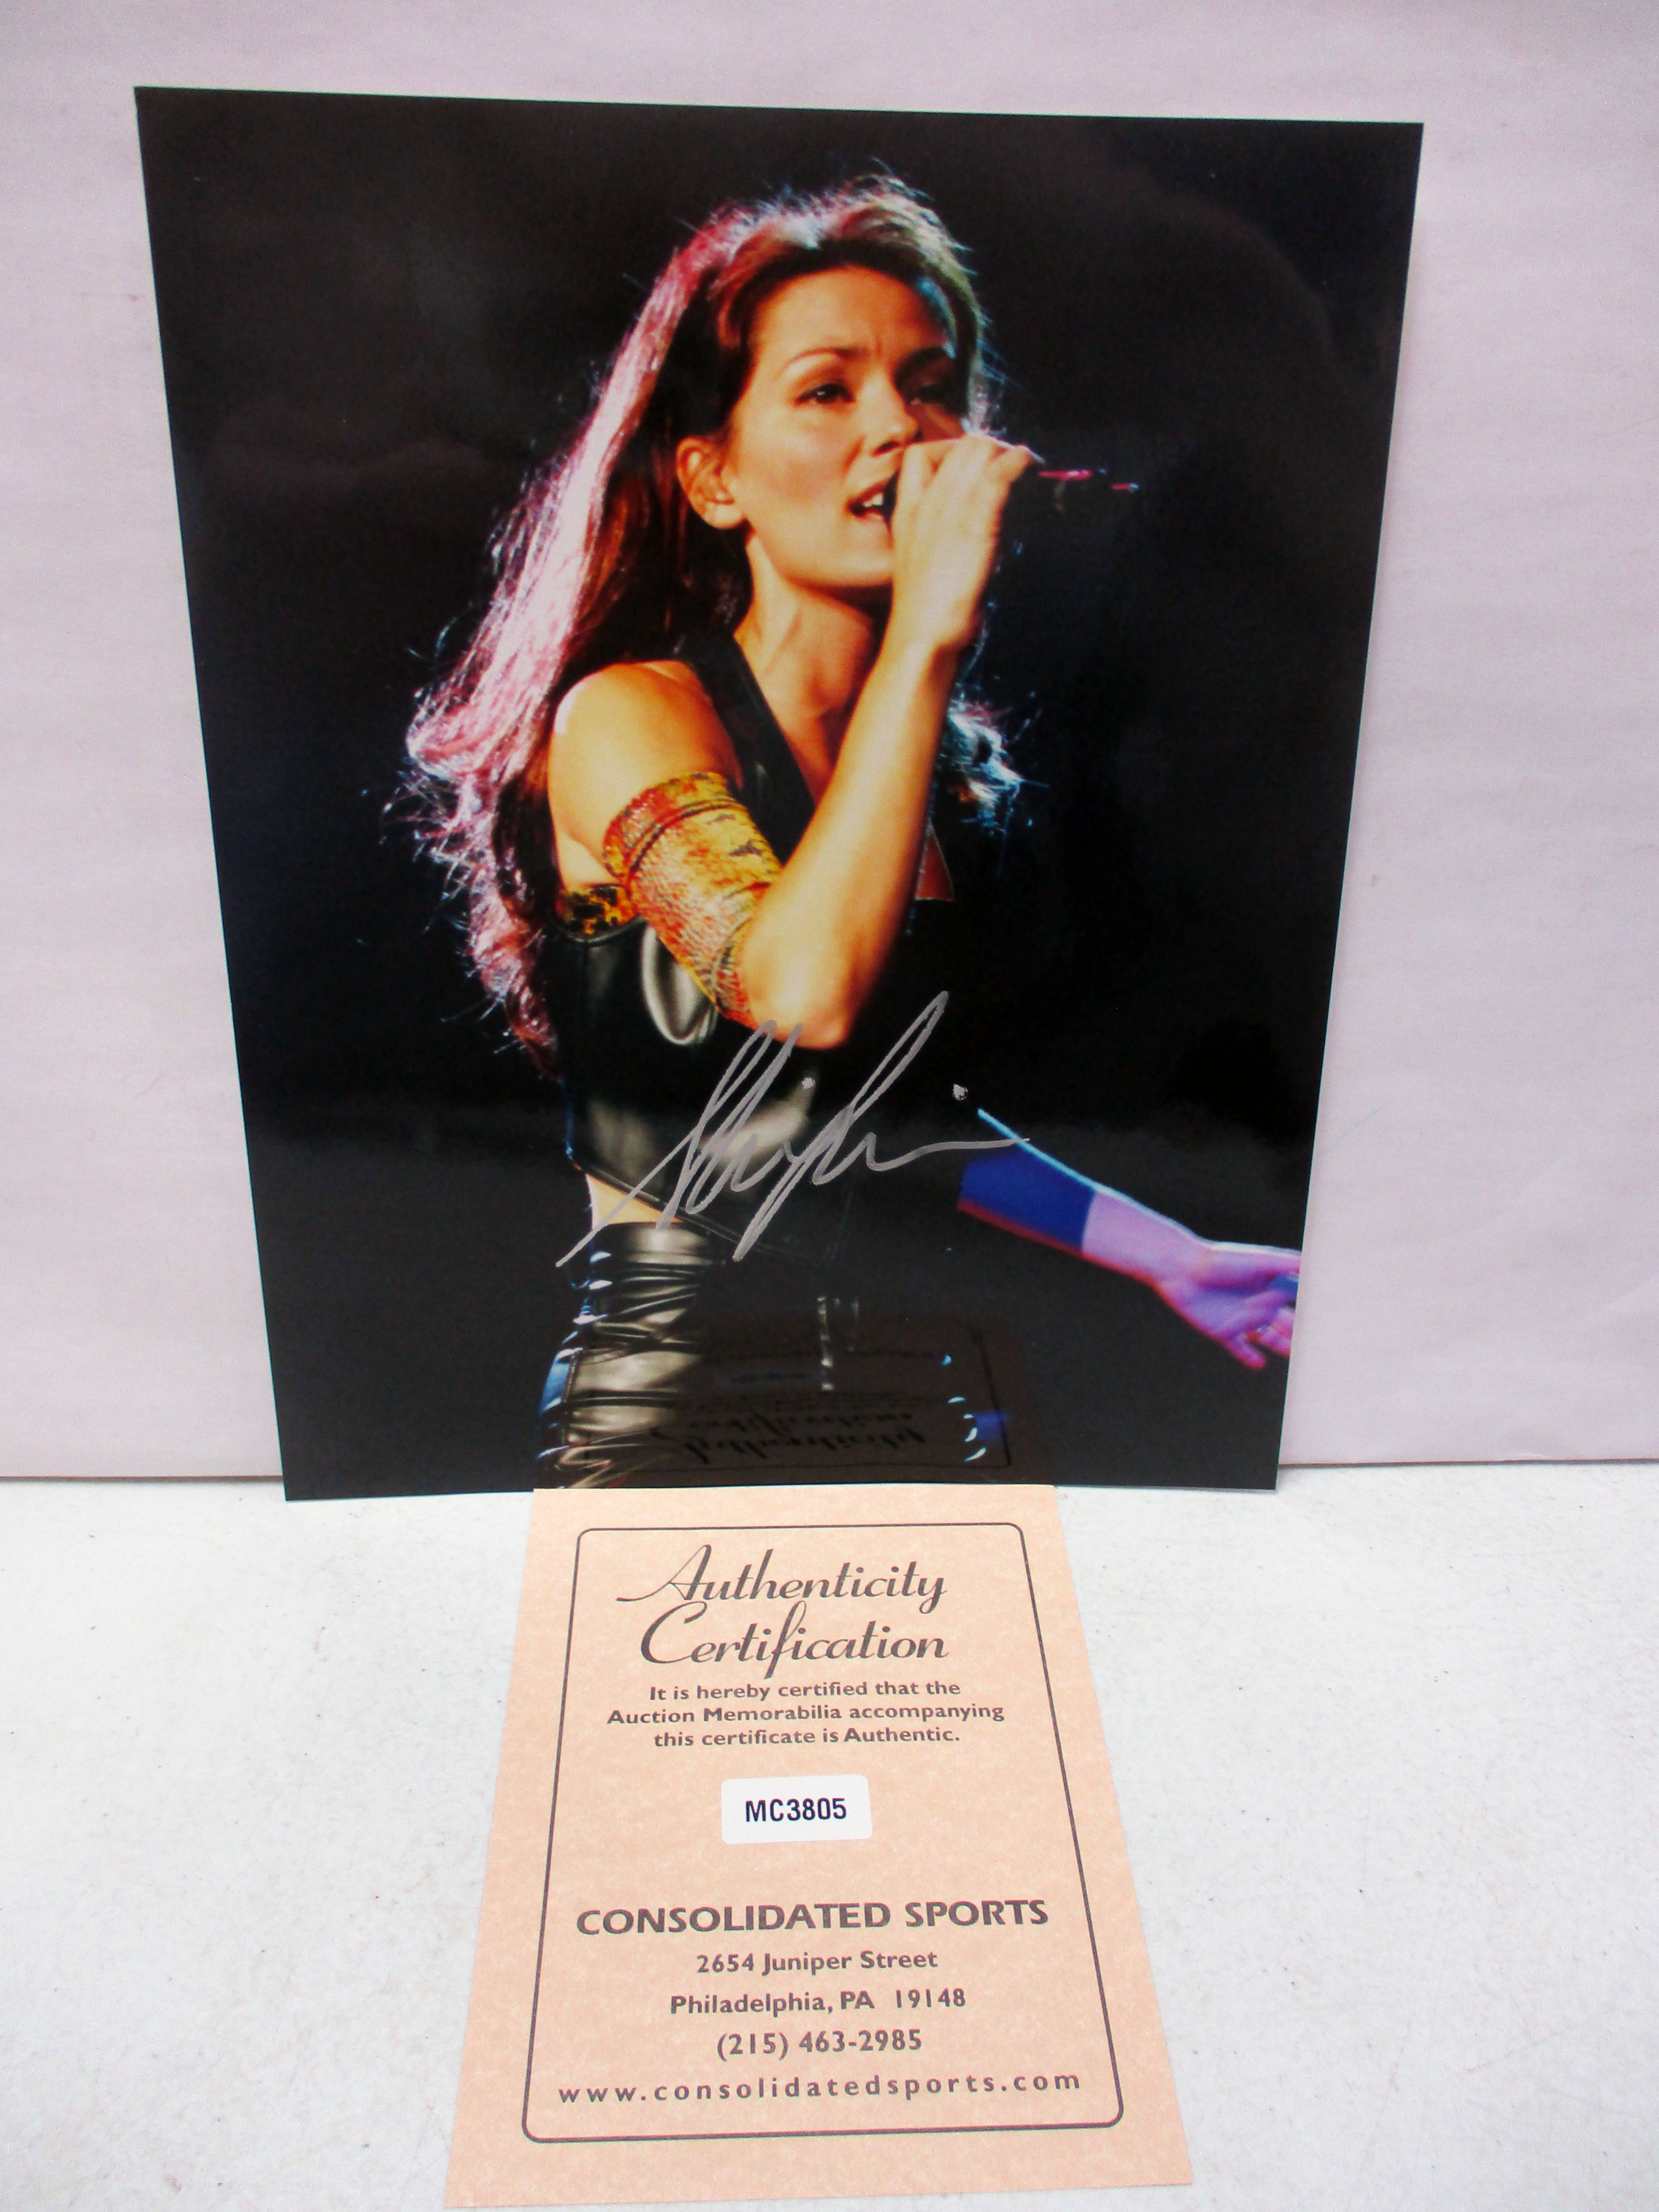 Authenticity
Certification
It is hereby certified that the
Auction Memorabilia accompanying
this certificate is Authentic.
MC3805
CONSOLIDATED SPORTS
2654 Juniper Street
Philadelphia, PA 19148
(215) 463-2985
www.consolidatedsports.com